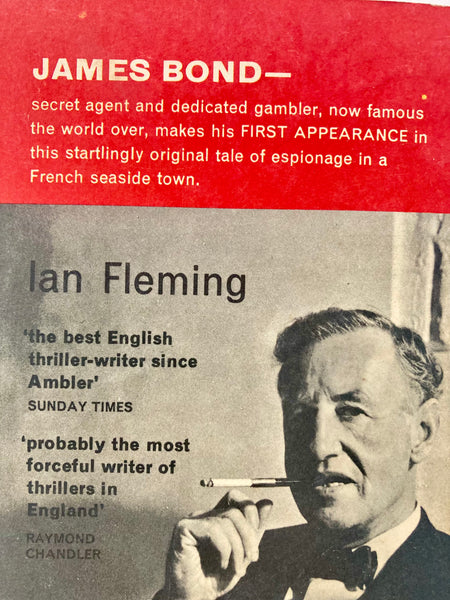 JAMES BOND—
secret agent and dedicated gambler, now famous
the world over, makes his FIRST APPEARANCE in
this startlingly original tale of espionage in a
French seaside town.
Ian Fleming
‘the best English
thriller-writer since
Ambler’
SUNDAY TIMES
‘probably the most
forceful writer of
thrillers in
England’
RAYMOND
CHANDLER